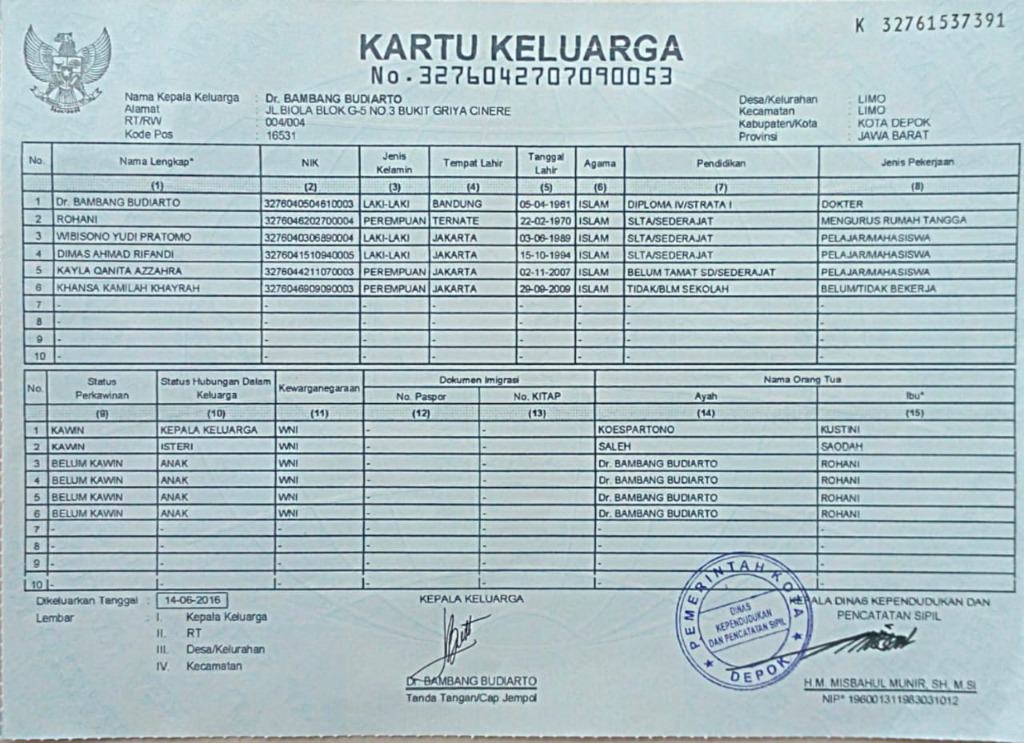 K 32761537391
KARTU KELUARGA
No. 3276042707090053
Nama Kepala Keluarga : Dr. BAMBANG BUDIARTO
Alamat : JL.BIOLA BLOK G-5 NO.3 BUKIT GRIYA CINERE
RT/RW : 004/004
Kode Pos : 16531
Desa/Kelurahan : LIMO
Kecamatan : LIMO
Kabupaten/Kota : KOTA DEPOK
Provinsi : JAWA BARAT
No. Nama Lengkap* NIK Jenis Kelamin Tempat Lahir Tanggal Lahir Agama Pendidikan Jenis Pekerjaan
(1) (2) (3) (4) (5) (6) (7) (8)
1 Dr. BAMBANG BUDIARTO 3276040504610003 LAKI-LAKI BANDUNG 05-04-1961 ISLAM DIPLOMA IV/STRATA I DOKTER
2 ROHANI 3276046202700004 PEREMPUAN TERNATE 22-02-1970 ISLAM SLTA/SEDERAJAT MENGURUS RUMAH TANGGA
3 WIBISONO YUDI PRATOMO 3276040306890004 LAKI-LAKI JAKARTA 03-06-1989 ISLAM SLTA/SEDERAJAT PELAJAR/MAHASISWA
4 DIMAS AHMAD RIFANDI 3276041510940005 LAKI-LAKI JAKARTA 15-10-1994 ISLAM SLTA/SEDERAJAT PELAJAR/MAHASISWA
5 KAYLA QANITA AZZAHRA 3276044211070003 PEREMPUAN JAKARTA 02-11-2007 ISLAM BELUM TAMAT SD/SEDERAJAT PELAJAR/MAHASISWA
6 KHANSA KAMILAH KHAYRAH 3276046909090003 PEREMPUAN JAKARTA 29-09-2009 ISLAM TIDAK/BLM SEKOLAH BELUM/TIDAK BEKERJA
7 - - - - - - - -
8 - - - - - - - -
9 - - - - - - - -
10 - - - - - - - -
No. Status Perkawinan Status Hubungan Dalam Keluarga Kewarganegaraan Dokumen Imigrasi Nama Orang Tua
No. Paspor No. KITAP Ayah Ibu*
(9) (10) (11) (12) (13) (14) (15)
1 KAWIN KEPALA KELUARGA WNI - - KOESPARTONO KUSTINI
2 KAWIN ISTERI WNI - - SALEH SAODAH
3 BELUM KAWIN ANAK WNI - - Dr. BAMBANG BUDIARTO ROHANI
4 BELUM KAWIN ANAK WNI - - Dr. BAMBANG BUDIARTO ROHANI
5 BELUM KAWIN ANAK WNI - - Dr. BAMBANG BUDIARTO ROHANI
6 BELUM KAWIN ANAK WNI - - Dr. BAMBANG BUDIARTO ROHANI
7 - - - - - - -
8 - - - - - - -
9 - - - - - - -
10 - - - - - - -
Dikeluarkan Tanggal : 14-06-2016
Lembar : I. Kepala Keluarga
II. RT
III. Desa/Kelurahan
IV. Kecamatan
KEPALA KELUARGA
Dr. BAMBANG BUDIARTO
Tanda Tangan/Cap Jempol
PEMERINTAH KOTA
DINAS
KEPENDUDUKAN
DAN PENCATATAN SIPIL
DEPOK
KEPALA DINAS KEPENDUDUKAN DAN
PENCATATAN SIPIL
H.M. MISBAHUL MUNIR, SH, M.Si
NIP* 196001311983031012